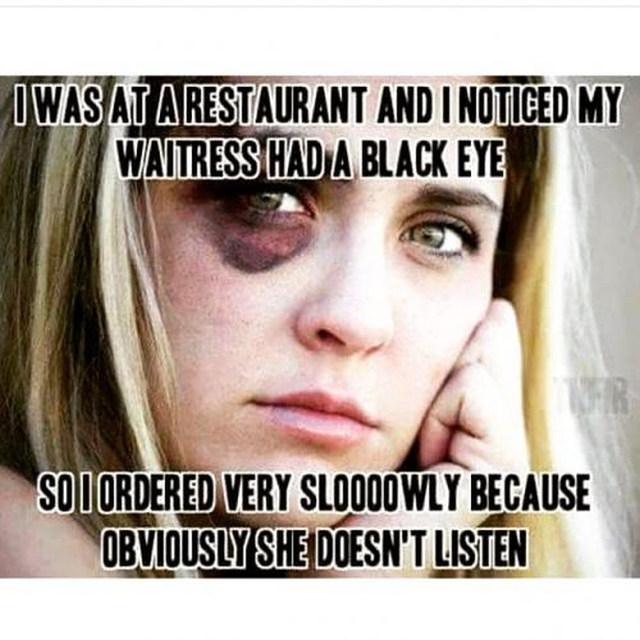 I WAS AT A RESTAURANT AND I NOTICED MY
WAITRESS HAD A BLACK EYE
SO I ORDERED VERY SLOOOOWLY BECAUSE
OBVIOUSLY SHE DOESN'T LISTEN